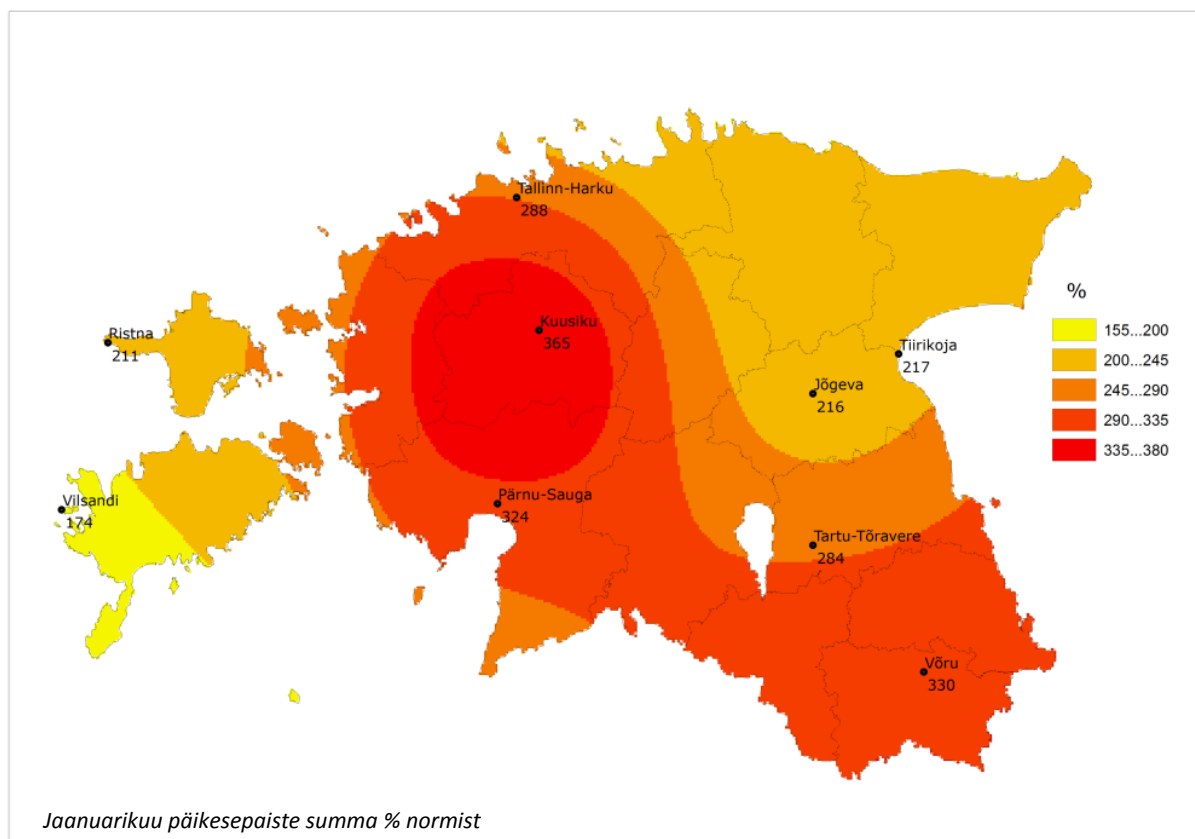 Tallinn-Harku
288
%
155...200
200...245
245...290
290...335
335...380
Ristna
211
Kuusiku
365
Tiirikoja
217
Jõgeva
216
Vilsandi
174
Pärnu-Sauga
324
Tartu-Tõravere
284
Võru
330
Jaanuarikuu päikesepaiste summa % normist